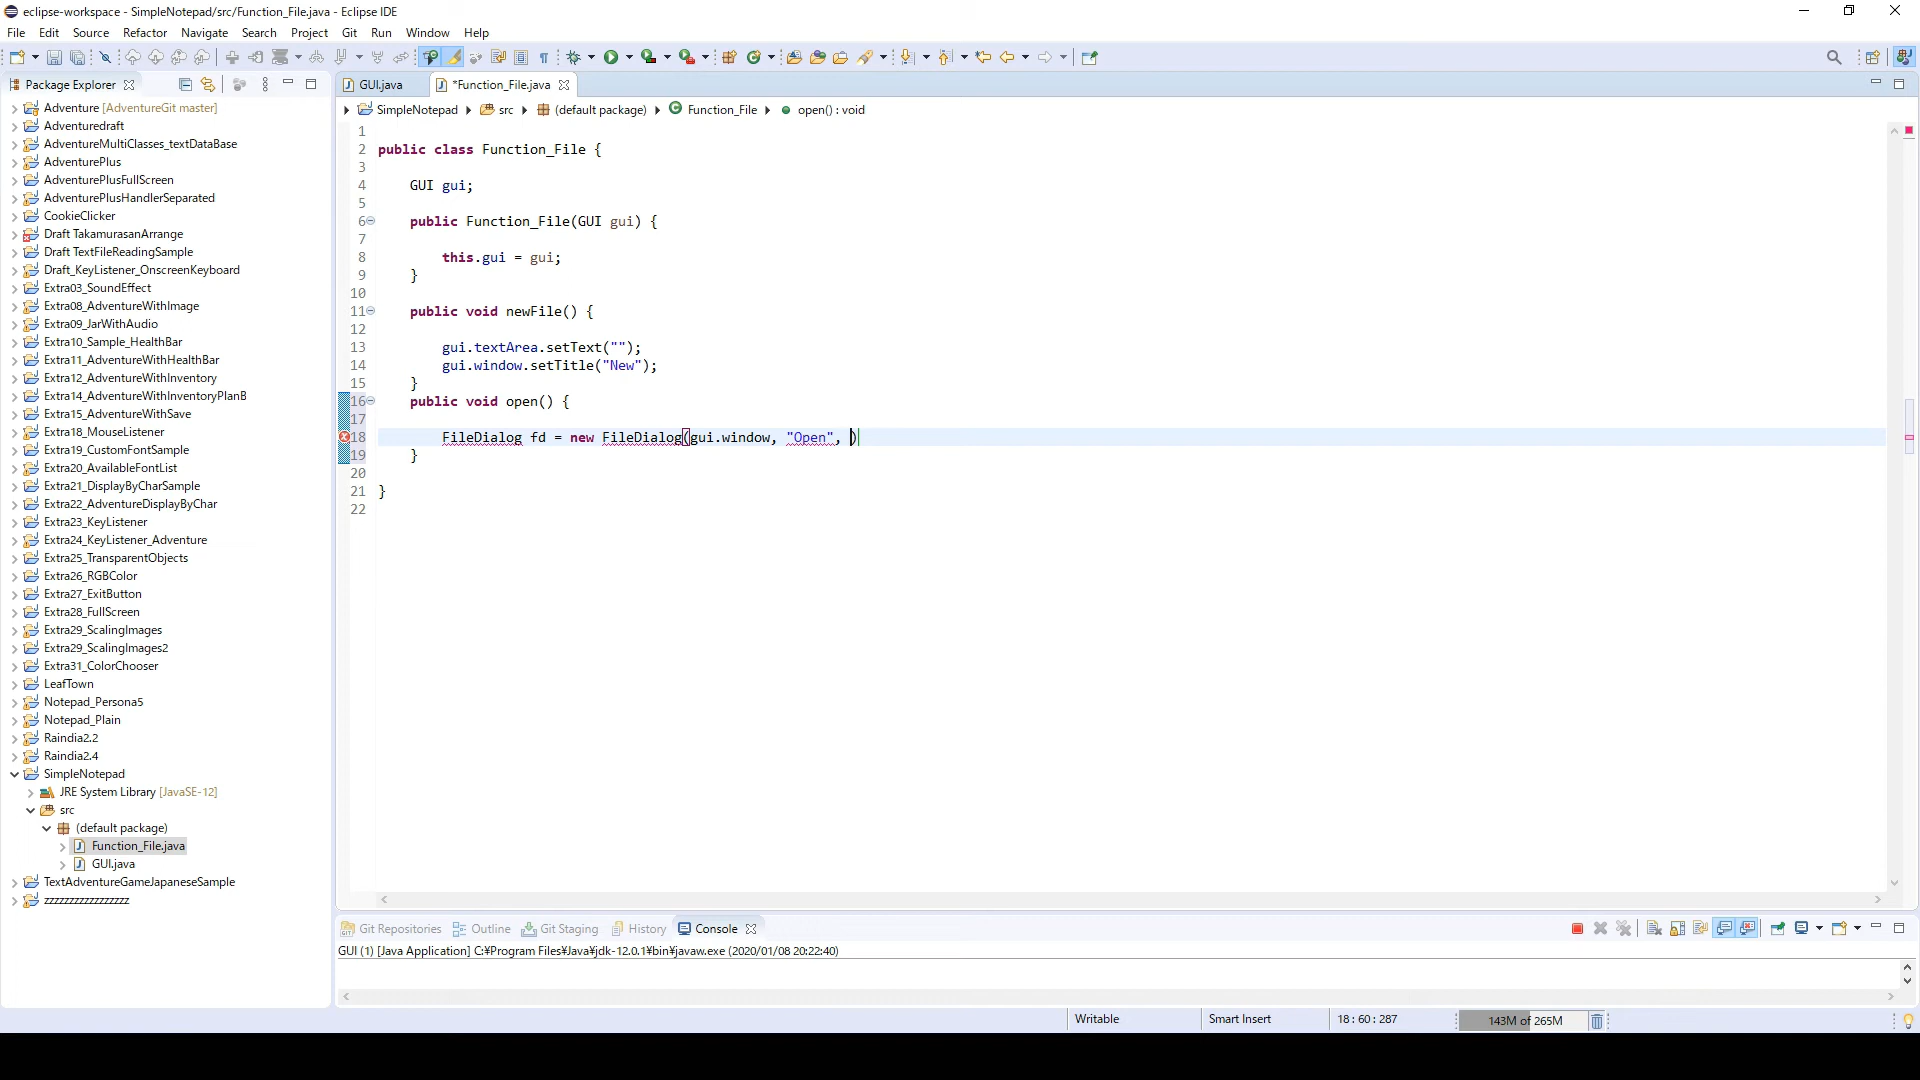 eclipse-workspace - SimpleNotepad/src/Function_File.java - Eclipse IDE
File Edit Source Refactor Navigate Search Project Git Run Window Help
Package Explorer
GUI.java
*Function_File.java
Adventure [AdventureGit master]
Adventuredraft
AdventureMultiClasses_textDataBase
AdventurePlus
AdventurePlusFullScreen
AdventurePlusHandlerSeparated
CookieClicker
Draft TakamurasanArrange
Draft TextFileReadingSample
Draft_KeyListener_OnscreenKeyboard
Extra03_SoundEffect
Extra08_AdventureWithImage
Extra09_JarWithAudio
Extra10_Sample_HealthBar
Extra11_AdventureWithHealthBar
Extra12_AdventureWithInventory
Extra14_AdventureWithInventoryPlanB
Extra15_AdventureWithSave
Extra18_MouseListener
Extra19_CustomFontSample
Extra20_AvailableFontList
Extra21_DisplayByCharSample
Extra22_AdventureDisplayByChar
Extra23_KeyListener
Extra24_KeyListener_Adventure
Extra25_TransparentObjects
Extra26_RGBColor
Extra27_ExitButton
Extra28_FullScreen
Extra29_ScalingImages
Extra29_ScalingImages2
Extra31_ColorChooser
LeafTown
Notepad_Persona5
Notepad_Plain
Raindia2.2
Raindia2.4
SimpleNotepad
JRE System Library [JavaSE-12]
src
(default package)
Function_File.java
GUI.java
TextAdventureGameJapaneseSample
zzzzzzzzzzzzzzzzz
SimpleNotepad src (default package) Function_File open() : void
1
2 public class Function_File {
3
4 GUI gui;
5
6 public Function_File(GUI gui) {
7
8 this.gui = gui;
9 }
10
11 public void newFile() {
12
13 gui.textArea.setText("");
14 gui.window.setTitle("New");
15 }
16 public void open() {
17
18 FileDialog fd = new FileDialog(gui.window, "Open", )
19 }
20
21 }
22
Git Repositories Outline Git Staging History Console
GUI (1) [Java Application] C:¥Program Files¥Java¥jdk-12.0.1¥bin¥javaw.exe (2020/01/08 20:22:40)
Writable Smart Insert 18 : 60 : 287 143M of 265M